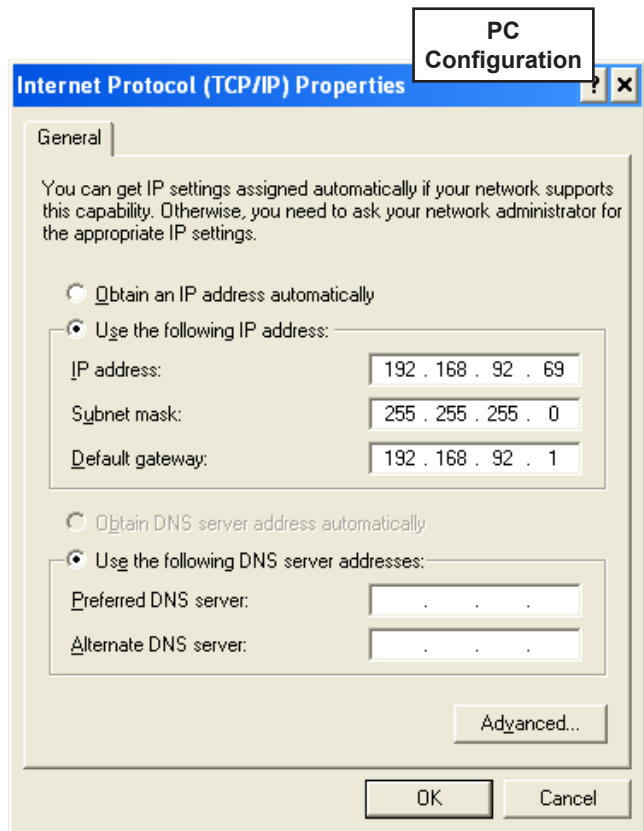 PC
Configuration
Internet Protocol (TCP/IP) Properties
?
General
You can get IP settings assigned automatically if your network supports
this capability. Otherwise, you need to ask your network administrator for
the appropriate IP settings.
Obtain an IP address automatically
Use the following IP address:
IP address: 192 . 168 . 92 . 69
Subnet mask: 255 . 255 . 255 . 0
Default gateway: 192 . 168 . 92 . 1
Obtain DNS server address automatically
Use the following DNS server addresses:
Preferred DNS server: . . .
Alternate DNS server: . . .
Advanced...
OK Cancel